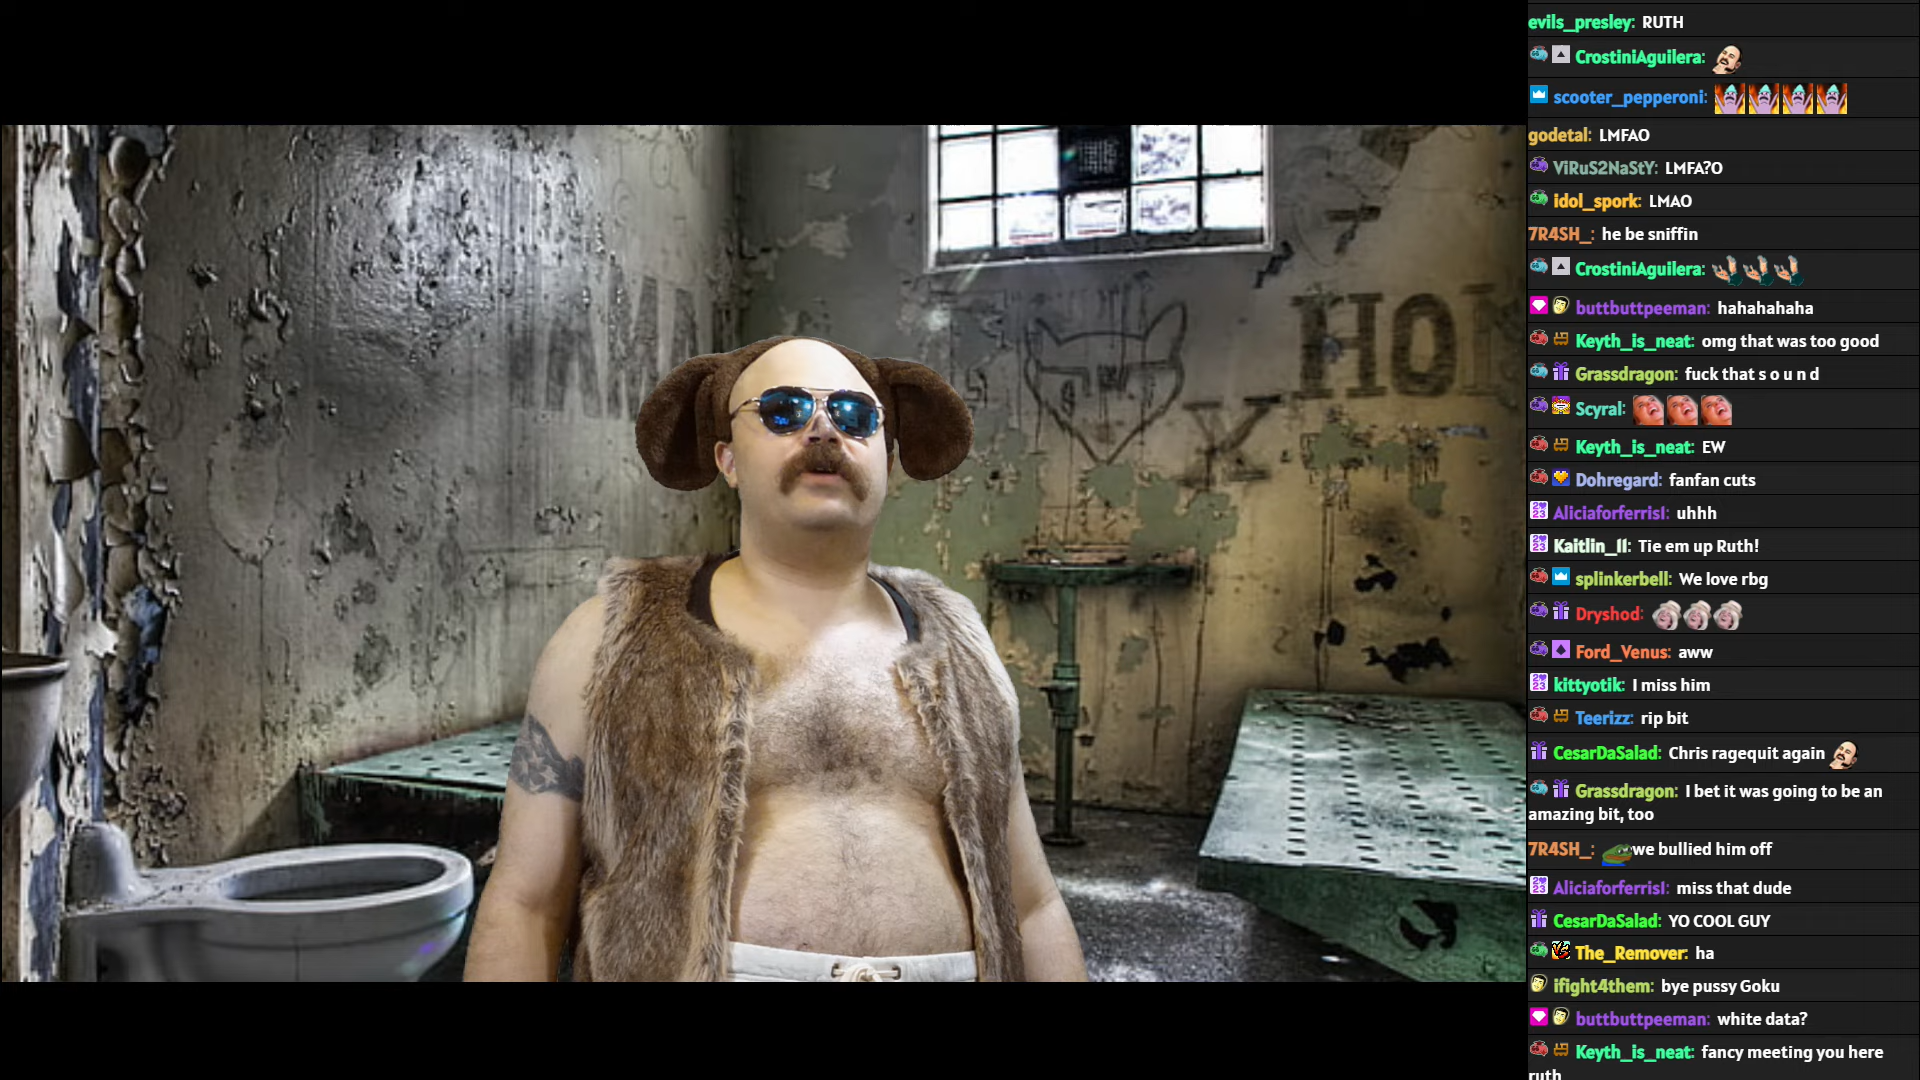 HO
Y
evils_presley: RUTH
CrostiniAguilera:
scooter_pepperoni:
godetal: LMFAO
ViRuS2NaStY: LMFA?O
idol_spork: LMAO
7R4SH_: he be sniffin
CrostiniAguilera:
buttbuttpeeman: hahahahaha
Keyth_is_neat: omg that was too good
Grassdragon: fuck that s o u n d
Scyral:
Keyth_is_neat: EW
Dohregard: fanfan cuts
Aliciaforferrisl: uhhh
Kaitlin_ll: Tie em up Ruth!
splinkerbell: We love rbg
Dryshod:
Ford_Venus: aww
kittyotik: I miss him
Teerizz: rip bit
CesarDaSalad: Chris ragequit again
Grassdragon: I bet it was going to be an
amazing bit, too
7R4SH_: we bullied him off
Aliciaforferrisl: miss that dude
CesarDaSalad: YO COOL GUY
The_Remover: ha
ifight4them: bye pussy Goku
buttbuttpeeman: white data?
Keyth_is_neat: fancy meeting you here
ruth